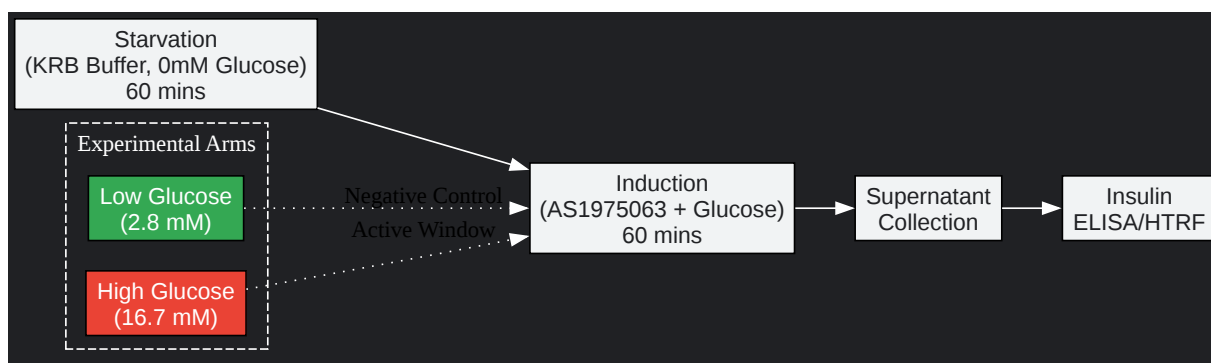 Starvation
(KRB Buffer, 0mM Glucose)
60 mins
Experimental Arms
Low Glucose
(2.8 mM)
High Glucose
(16.7 mM)
Negative Control
Active Window
Induction
(AS1975063 + Glucose)
60 mins
Supernatant
Collection
Insulin
ELISA/HTRF